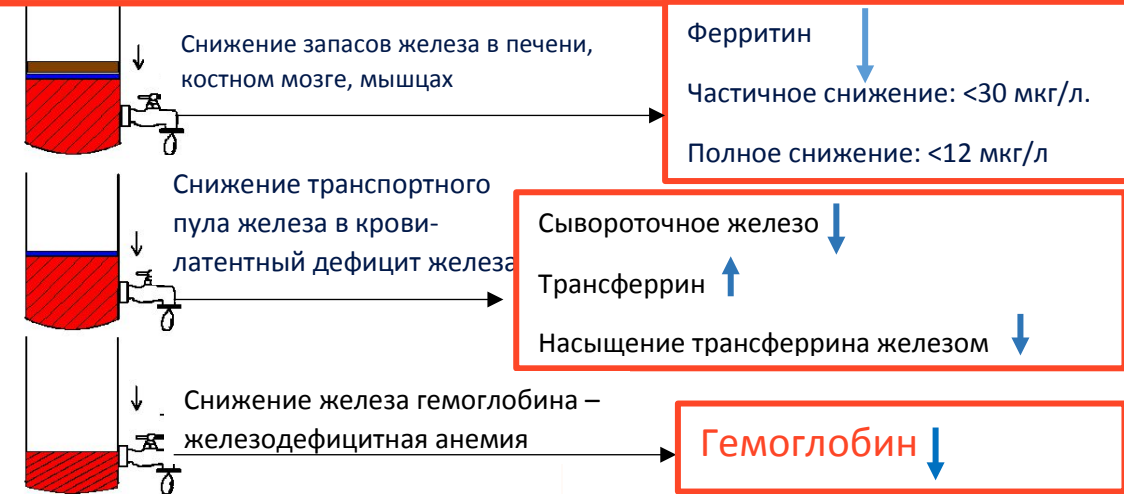 Снижение запасов железа в печени,
костном мозге, мышцах
Ферритин
Частичное снижение: <30 мкг/л.
Полное снижение: <12 мкг/л
Снижение транспортного
пула железа в крови-
латентный дефицит железа
Сывороточное железо
Трансферрин
Насыщение трансферрина железом
Снижение железа гемоглобина –
железодефицитная анемия
Гемоглобин